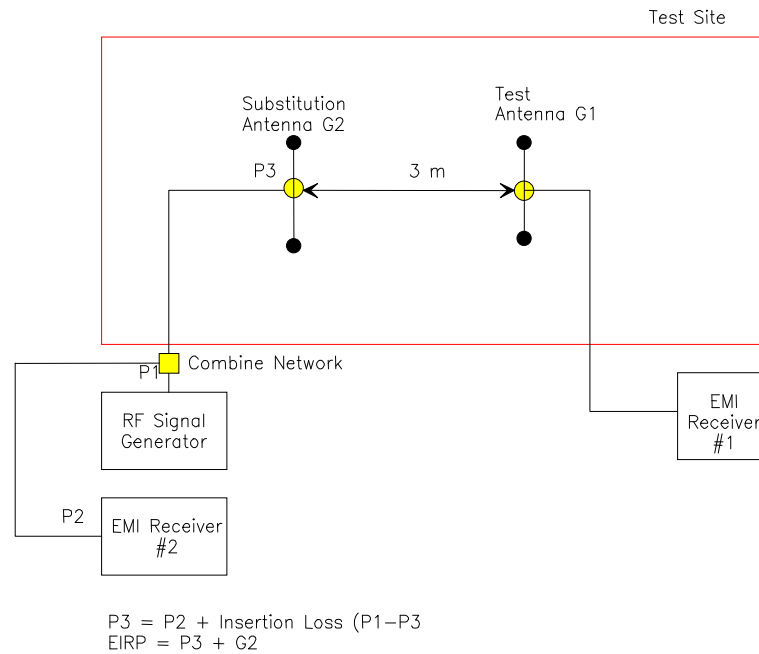 Test Site
Substitution
Antenna G2
Test
Antenna G1
P3
3 m
Combine Network
P1
RF Signal
Generator
EMI
Receiver
#1
P2
EMI Receiver
#2
P3 = P2 + Insertion Loss (P1-P3
EIRP = P3 + G2